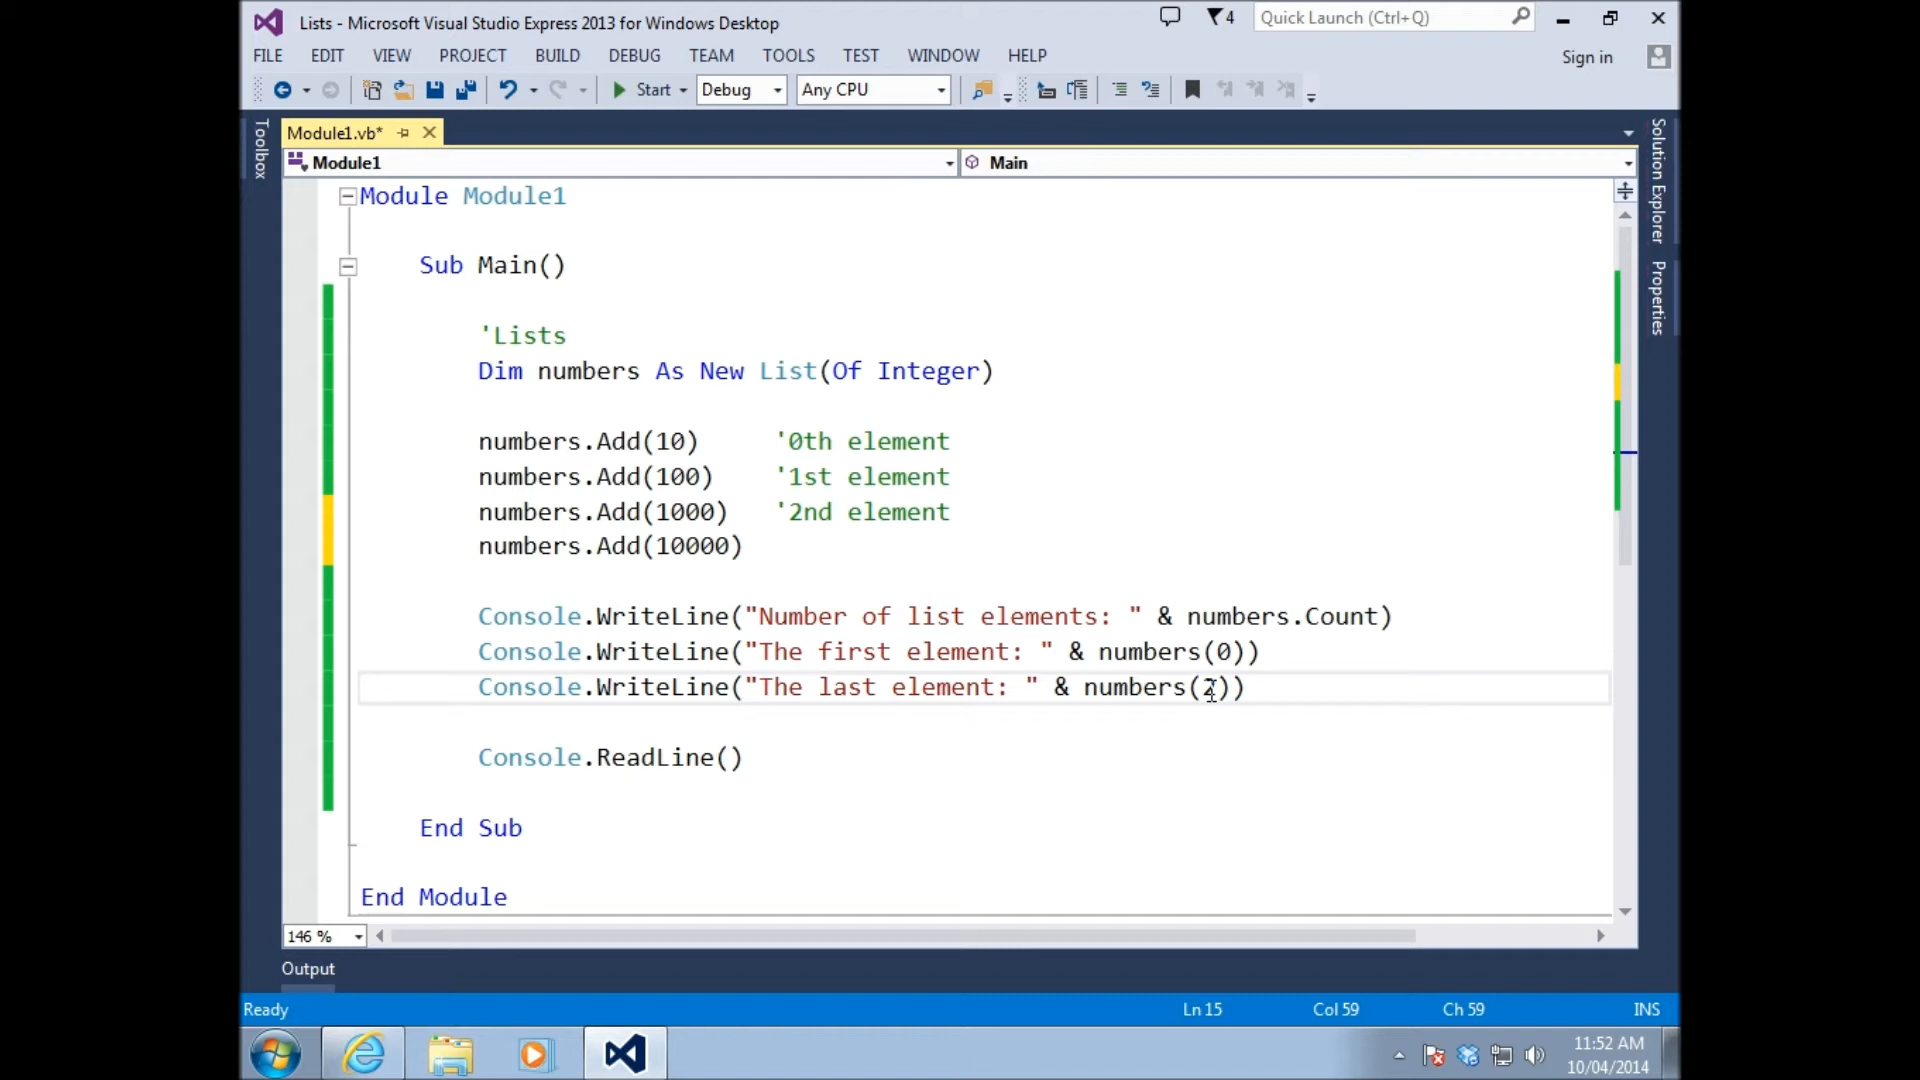 Lists - Microsoft Visual Studio Express 2013 for Windows Desktop
4
Quick Launch (Ctrl+Q)
FILE EDIT VIEW PROJECT BUILD DEBUG TEAM TOOLS TEST WINDOW HELP
Sign in
Start Debug Any CPU
Toolbox
Module1.vb*
Solution Explorer
Properties
Module1 Main
Module Module1
Sub Main()
'Lists
Dim numbers As New List(Of Integer)
numbers.Add(10) '0th element
numbers.Add(100) '1st element
numbers.Add(1000) '2nd element
numbers.Add(10000)
Console.WriteLine("Number of list elements: " & numbers.Count)
Console.WriteLine("The first element: " & numbers(0))
Console.WriteLine("The last element: " & numbers(2))
Console.ReadLine()
End Sub
End Module
146 %
Output
Ready Ln 15 Col 59 Ch 59 INS
11:52 AM
10/04/2014